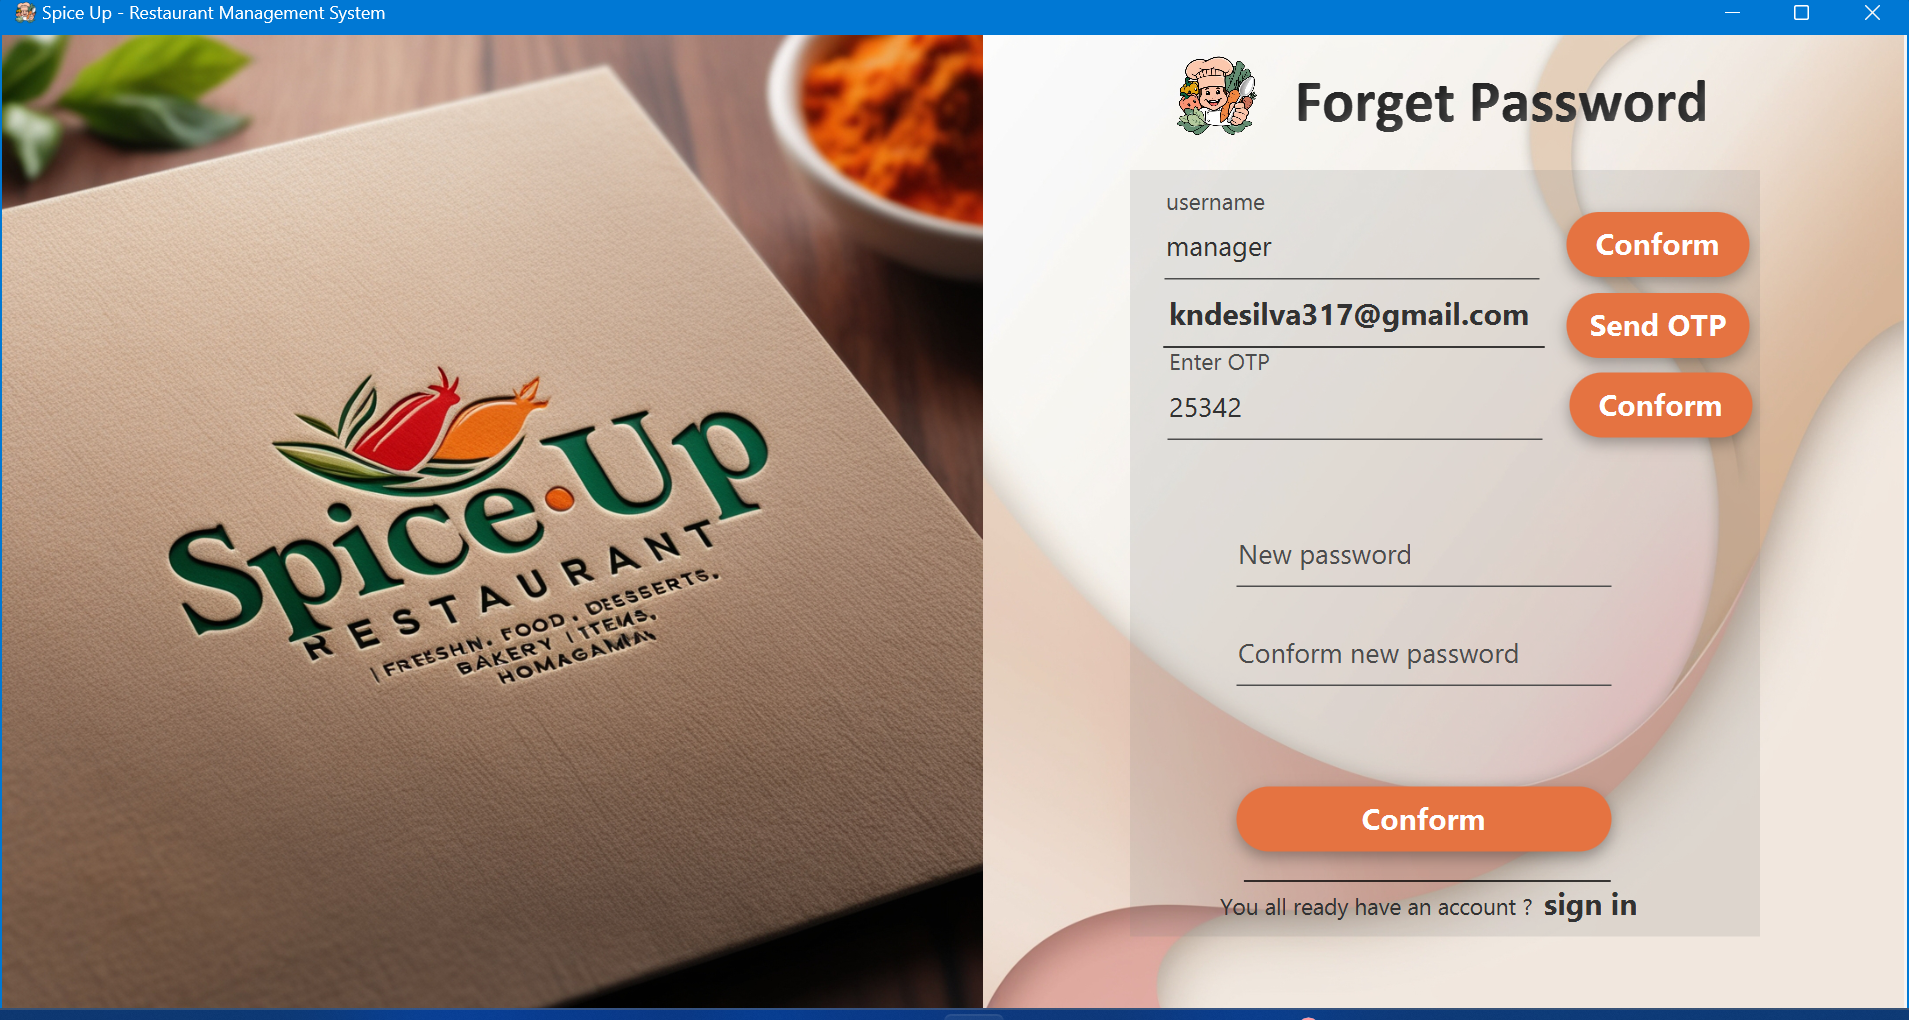 Spice Up - Restaurant Management System
Spice Up
RESTAURANT
FOOD. DESSERTS.
BAKERY ITEMS.
Forget Password
username
manager
Conform
kndesilva317@gmail.com
Send OTP
Enter OTP
25342
Conform
New password
Conform new password
Conform
You all ready have an account ? sign in